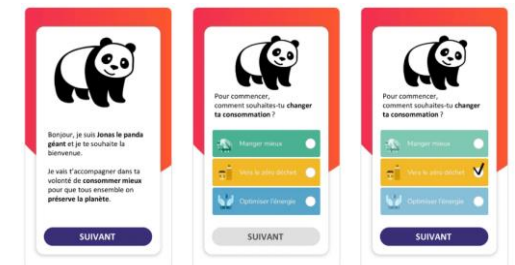 Bonjour, je suis Jonas le panda
géant et je te souhaite la
bienvenue.
Je vais t'accompagner dans ta
volonté de consommer mieux
pour que tous ensemble on
préserve la planète.
SUIVANT
Pour commencer,
comment souhaites-tu changer
ta consommation ?
Manger mieux
Vers le zéro déchet
Optimiser l'énergie
SUIVANT
Pour commencer,
comment souhaites-tu changer
ta consommation ?
Manger mieux
Vers le zéro déchet
Optimiser l'énergie
SUIVANT